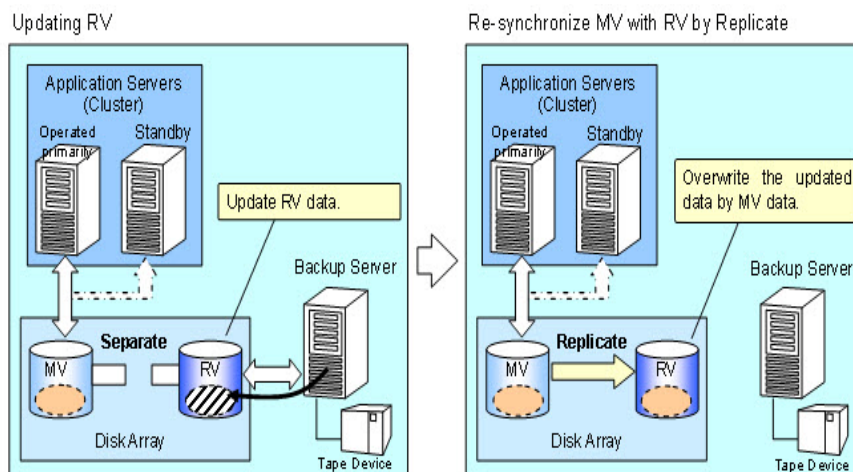 Updating RV
Application Servers
(Cluster)
Operated
primarily
Standby
Update RV data.
Backup Server
Separate
MV
RV
Disk Array
Tape Device
Re-synchronize MV with RV by Replicate
Application Servers
(Cluster)
Operated
primarily
Standby
Overwrite the updated
data by MV data.
Backup Server
Replicate
MV
RV
Disk Array
Tape Device